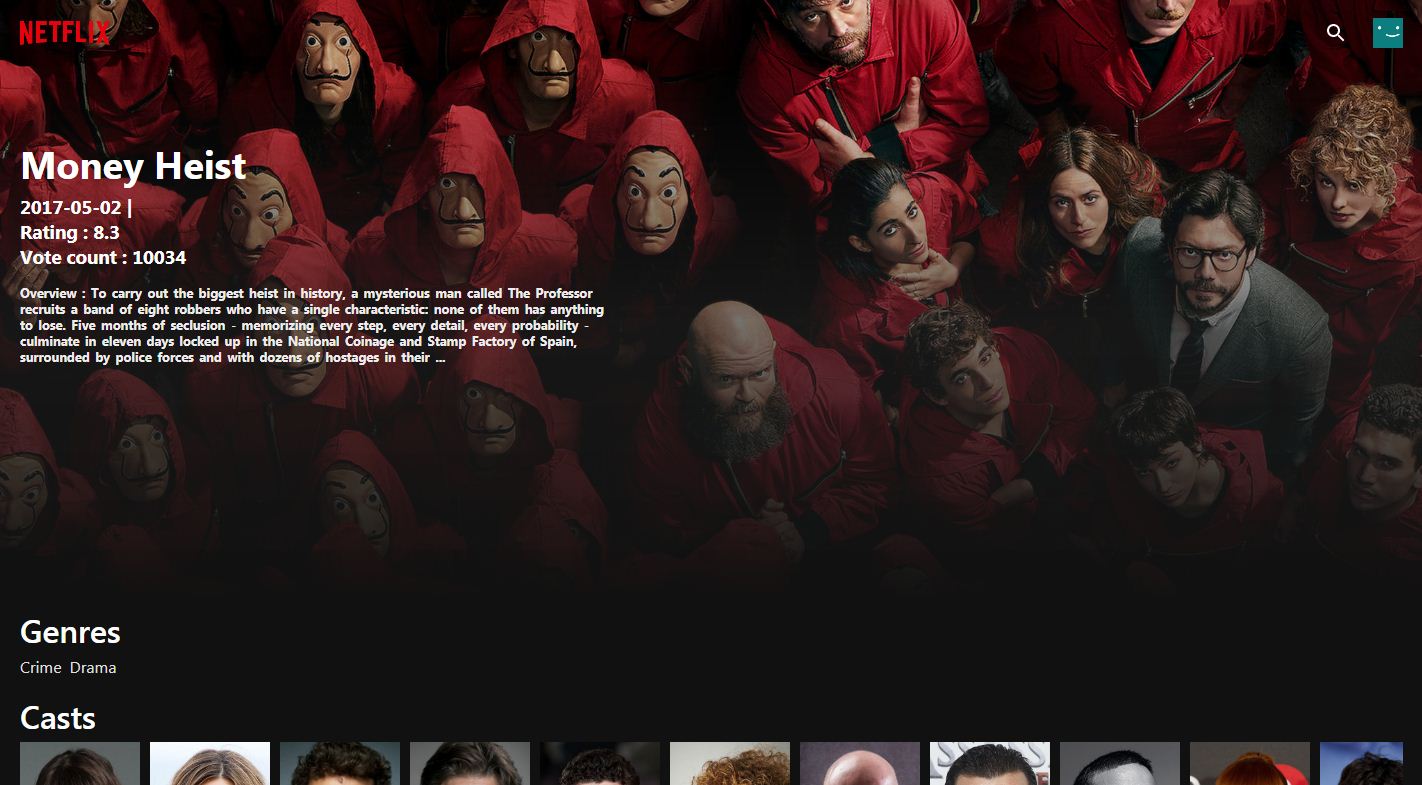 NETFLIX
Money Heist
2017-05-02 |
Rating : 8.3
Vote count : 10034
Overview : To carry out the biggest heist in history, a mysterious man called The Professor
recruits a band of eight robbers who have a single characteristic: none of them has anything
to lose. Five months of seclusion - memorizing every step, every detail, every probability -
culminate in eleven days locked up in the National Coinage and Stamp Factory of Spain,
surrounded by police forces and with dozens of hostages in their ...
Genres
Crime Drama
Casts